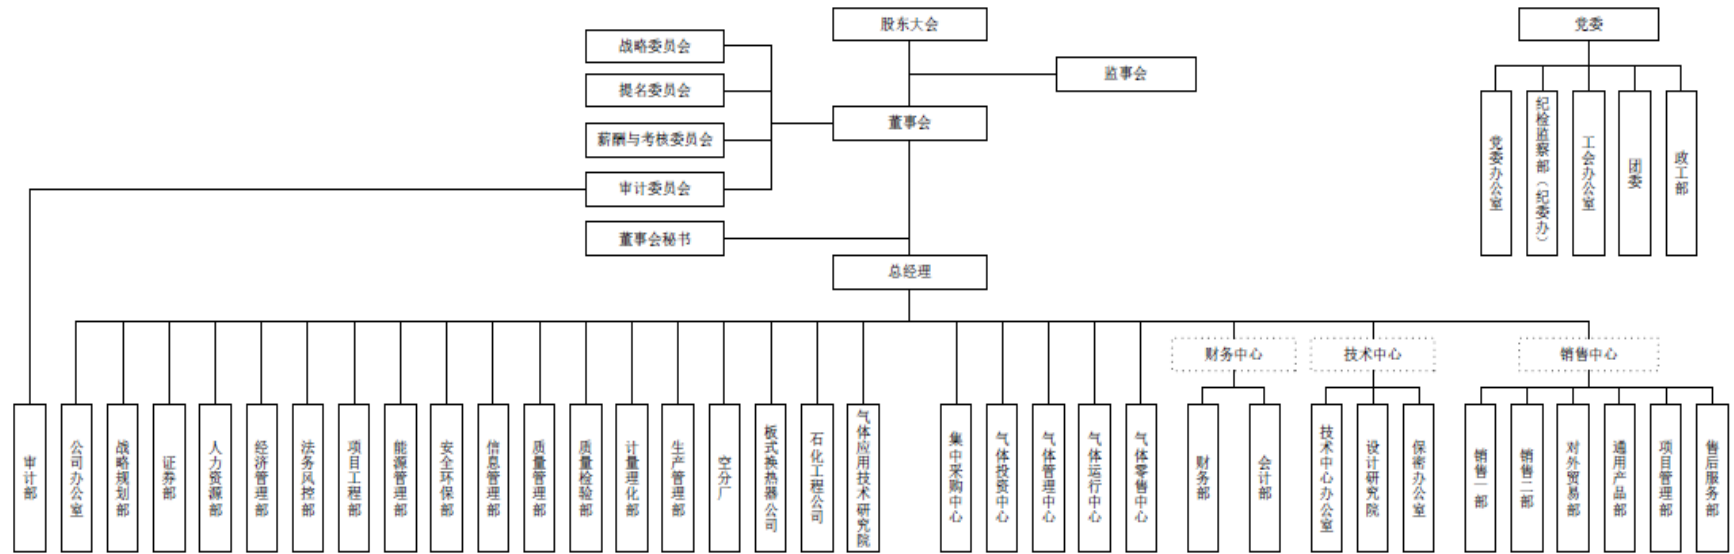 股东大会
党委
战略委员会
监事会
提名委员会
董事会
薪酬与考核委员会
审计委员会
董事会秘书
总经理
党委办公室
纪检监察部（纪委办）
工会办公室
团委
政工部
财务中心
技术中心
销售中心
审计部
公司办公室
战略规划部
证券部
人力资源部
经济管理部
法务风控部
项目工程部
能源管理部
安全环保部
信息管理部
质量管理部
质量检验部
计量理化部
生产管理部
空分厂
板式换热器公司
石化工程公司
气体应用技术研究院
集中采购中心
气体投资中心
气体管理中心
气体运行中心
气体零售中心
财务部
会计部
技术中心办公室
设计研究院
保密办公室
销售一部
销售二部
对外贸易部
通用产品部
项目管理部
售后服务部